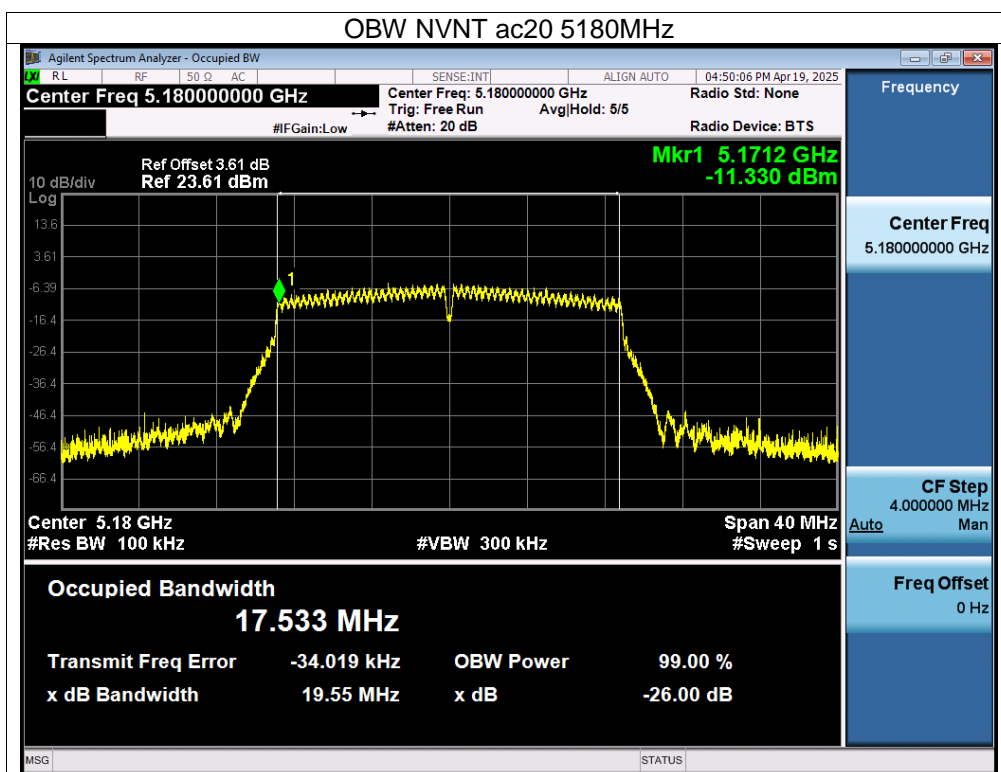 OBW NVNT ac20 5180MHz
Agilent Spectrum Analyzer - Occupied BW
LXI RL RF 50 Ω AC SENSE:INT ALIGN AUTO 04:50:06 PM Apr 19, 2025
Center Freq 5.180000000 GHz
Center Freq: 5.180000000 GHz
Radio Std: None
Trig: Free Run Avg|Hold: 5/5
#IFGain:Low
#Atten: 20 dB
Radio Device: BTS
Frequency
Mkr1 5.1712 GHz
-11.330 dBm
Ref Offset 3.61 dB
10 dB/div Ref 23.61 dBm
Log
13.6
3.61
-6.39
-16.4
-26.4
-36.4
-46.4
-56.4
-66.4
1
Center Freq
5.180000000 GHz
CF Step
4.000000 MHz
Auto Man
Freq Offset
0 Hz
Center 5.18 GHz Span 40 MHz
#Res BW 100 kHz #VBW 300 kHz #Sweep 1 s
Occupied Bandwidth
17.533 MHz
Transmit Freq Error -34.019 kHz OBW Power 99.00 %
x dB Bandwidth 19.55 MHz x dB -26.00 dB
MSG STATUS